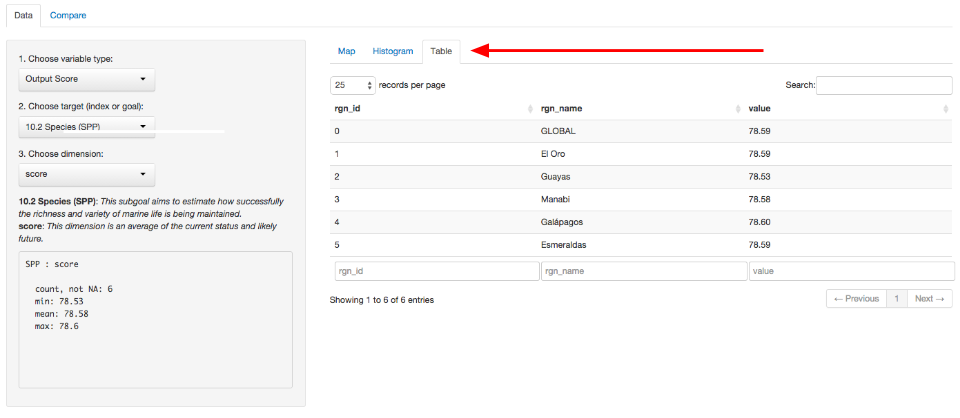 Data Compare
1. Choose variable type:
Output Score
2. Choose target (index or goal):
10.2 Species (SPP)
3. Choose dimension:
score
10.2 Species (SPP): This subgoal aims to estimate how successfully
the richness and variety of marine life is being maintained.
score: This dimension is an average of the current status and likely
future.
SPP : score
count, not NA: 6
min: 78.53
mean: 78.58
max: 78.6
Map Histogram Table
25 records per page Search:
rgn_id rgn_name value
0 GLOBAL 78.59
1 El Oro 78.59
2 Guayas 78.53
3 Manabi 78.58
4 Galápagos 78.60
5 Esmeraldas 78.59
rgn_id rgn_name value
Showing 1 to 6 of 6 entries
← Previous 1 Next →